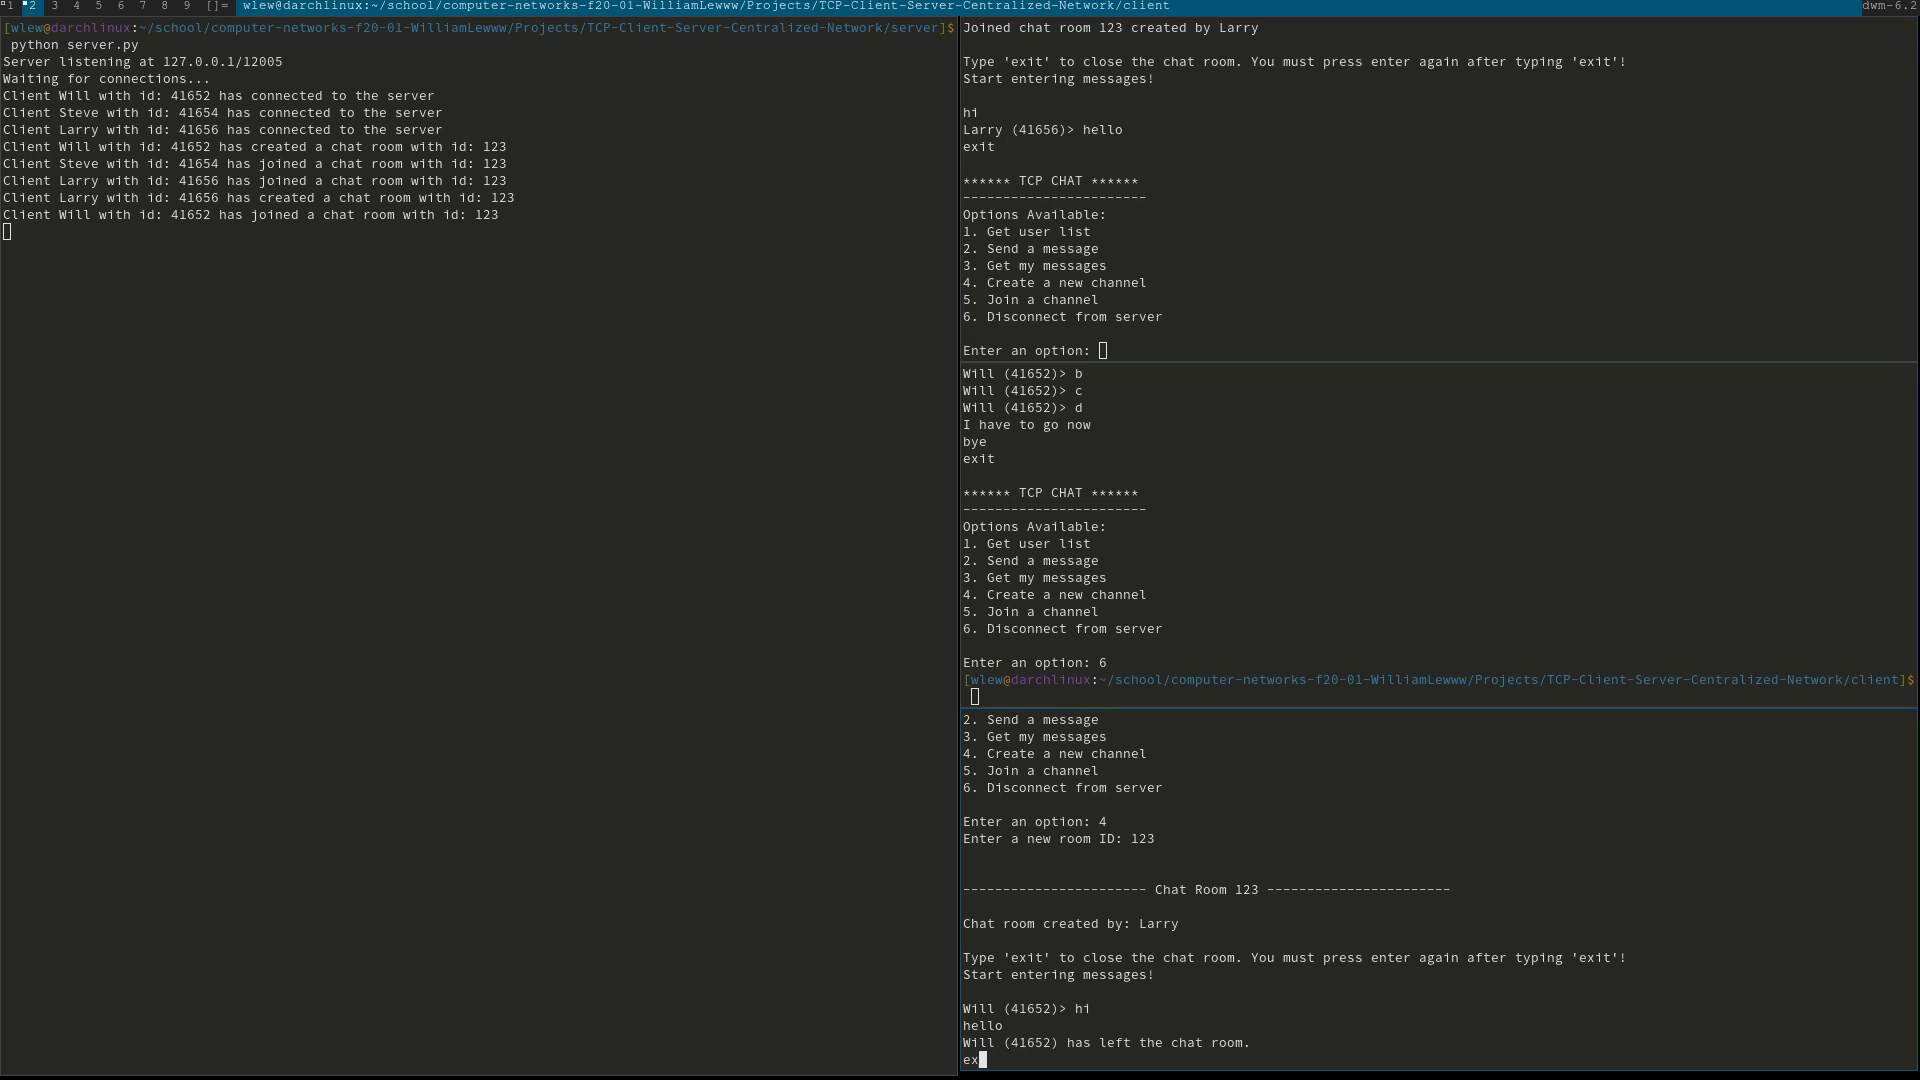 1 2 3 4 5 6 7 8 9 []= wlew@darchlinux:~/school/computer-networks-f20-01-WilliamLewww/Projects/TCP-Client-Server-Centralized-Network/client dwm-6.2
[wlew@darchlinux:~/school/computer-networks-f20-01-WilliamLewww/Projects/TCP-Client-Server-Centralized-Network/server]$
python server.py
Server listening at 127.0.0.1/12005
Waiting for connections...
Client Will with id: 41652 has connected to the server
Client Steve with id: 41654 has connected to the server
Client Larry with id: 41656 has connected to the server
Client Will with id: 41652 has created a chat room with id: 123
Client Steve with id: 41654 has joined a chat room with id: 123
Client Larry with id: 41656 has joined a chat room with id: 123
Client Larry with id: 41656 has created a chat room with id: 123
Client Will with id: 41652 has joined a chat room with id: 123
Joined chat room 123 created by Larry
Type 'exit' to close the chat room. You must press enter again after typing 'exit'!
Start entering messages!
hi
Larry (41656)> hello
exit
****** TCP CHAT ******
-----------------------
Options Available:
1. Get user list
2. Send a message
3. Get my messages
4. Create a new channel
5. Join a channel
6. Disconnect from server
Enter an option:
Will (41652)> b
Will (41652)> c
Will (41652)> d
I have to go now
bye
exit
****** TCP CHAT ******
-----------------------
Options Available:
1. Get user list
2. Send a message
3. Get my messages
4. Create a new channel
5. Join a channel
6. Disconnect from server
Enter an option: 6
[wlew@darchlinux:~/school/computer-networks-f20-01-WilliamLewww/Projects/TCP-Client-Server-Centralized-Network/client]$
2. Send a message
3. Get my messages
4. Create a new channel
5. Join a channel
6. Disconnect from server
Enter an option: 4
Enter a new room ID: 123
----------------------- Chat Room 123 -----------------------
Chat room created by: Larry
Type 'exit' to close the chat room. You must press enter again after typing 'exit'!
Start entering messages!
Will (41652)> hi
hello
Will (41652) has left the chat room.
ex